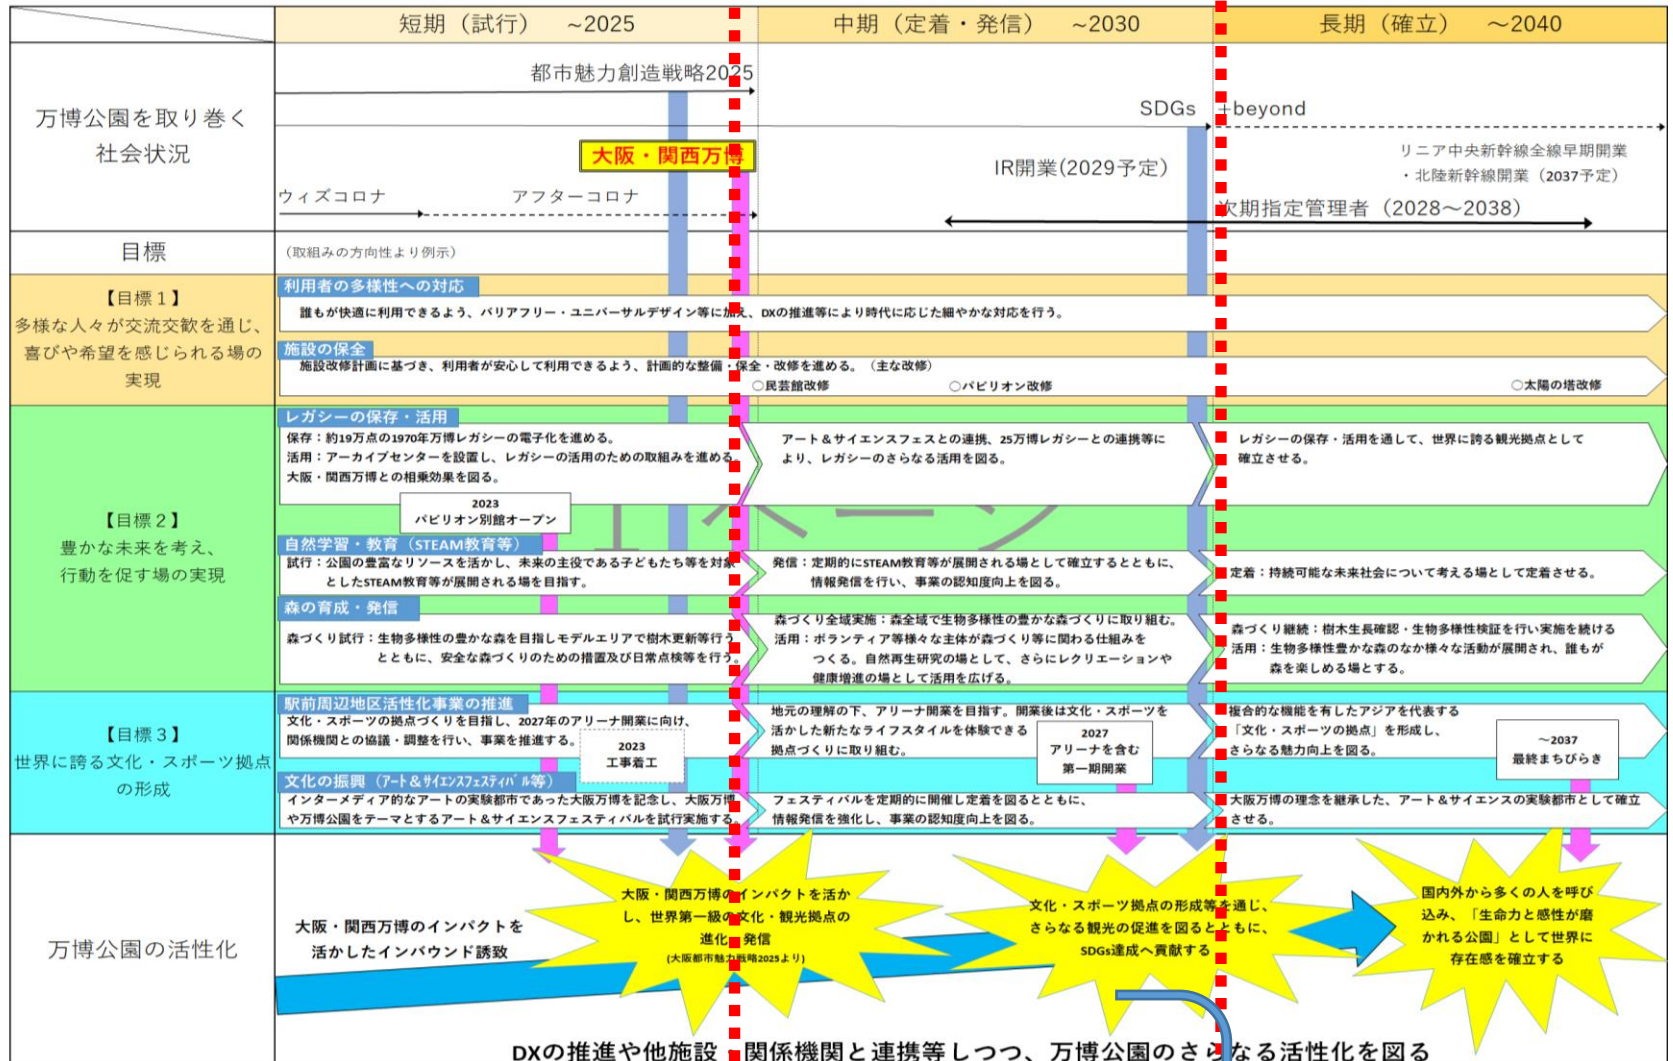 短期（試行）　~2025
中期（定着・発信）　~2030
長期（確立）　～2040
万博公園を取り巻く
社会状況
都市魅力創造戦略2025
SDGs
+beyond
大阪・関西万博
IR開業(2029予定)
リニア中央新幹線全線早期開業
・北陸新幹線開業（2037予定）
ウィズコロナ
アフターコロナ
次期指定管理者（2028～2038）
目標
（取組みの方向性より例示）
【目標１】
多様な人々が交流交歓を通じ、
喜びや希望を感じられる場の
実現
利用者の多様性への対応
誰もが快適に利用できるよう、バリアフリー・ユニバーサルデザイン等に加え、DXの推進等により時代に応じた細やかな対応を行う。
施設の保全
施設改修計画に基づき、利用者が安心して利用できるよう、計画的な整備・保全・改修を進める。（主な改修）
○民芸館改修
○パビリオン改修
○太陽の塔改修
【目標２】
豊かな未来を考え、
行動を促す場の実現
レガシーの保存・活用
保存：約19万点の1970年万博レガシーの電子化を進める。
活用：アーカイブセンターを設置し、レガシーの活用のための取組みを進める。
大阪・関西万博との相乗効果を図る。
アート＆サイエンスフェスとの連携、25万博レガシーとの連携等に
より、レガシーのさらなる活用を図る。
レガシーの保存・活用を通して、世界に誇る観光拠点として
確立させる。
2023
パビリオン別館オープン
自然学習・教育（STEAM教育等）
試行：公園の豊富なリソースを活かし、未来の主役である子どもたち等を対象
としたSTEAM教育等が展開される場を目指す。
発信：定期的にSTEAM教育等が展開される場として確立するとともに、
情報発信を行い、事業の認知度向上を図る。
定着：持続可能な未来社会について考える場として定着させる。
森の育成・発信
森づくり試行：生物多様性の豊かな森を目指しモデルエリアで樹木更新等行う
とともに、安全な森づくりのための措置及び日常点検等を行う。
森づくり全域実施：森全域で生物多様性の豊かな森づくりに取り組む。
活用：ボランティア等様々な主体が森づくり等に関わる仕組みを
つくる。自然再生研究の場として、さらにレクリエーションや
健康増進の場として活用を広げる。
森づくり継続：樹木生長確認・生物多様性検証を行い実施を続ける
活用：生物多様性豊かな森のなか様々な活動が展開され、誰もが
森を楽しめる場とする。
【目標３】
世界に誇る文化・スポーツ拠点
の形成
駅前周辺地区活性化事業の推進
文化・スポーツの拠点づくりを目指し、2027年のアリーナ開業に向け、
関係機関との協議・調整を行い、事業を推進する。
2023
工事着工
地元の理解の下、アリーナ開業を目指す。開業後は文化・スポーツを
活かした新たなライフスタイルを体験できる
拠点づくりに取り組む。
2027
アリーナを含む
第一期開業
複合的な機能を有したアジアを代表する
「文化・スポーツの拠点」を形成し、
さらなる魅力向上を図る。
～2037
最終まちびらき
文化の振興（アート＆サイエンスフェスティバル等）
インターメディア的なアートの実験都市であった大阪万博を記念し、大阪万博
や万博公園をテーマとするアート＆サイエンスフェスティバルを試行実施する。
フェスティバルを定期的に開催し定着を図るとともに、
情報発信を強化し、事業の認知度向上を図る。
大阪万博の理念を継承した、アート＆サイエンスの実験都市として確立
させる。
万博公園の活性化
大阪・関西万博のインパクトを
活かしたインバウンド誘致
大阪・関西万博のインパクトを活か
し、世界第一級の文化・観光拠点の
進化 発信
(大阪都市魅力戦略2025より)
文化・スポーツ拠点の形成等を通じ、
さらなる観光の促進を図るとともに、
SDGs達成へ貢献する
国内外から多くの人を呼び
込み、「生命力と感性が磨
かれる公園」として世界に
存在感を確立する
DXの推進や他施設・関係機関と連携等しつつ、万博公園のさらなる活性化を図る